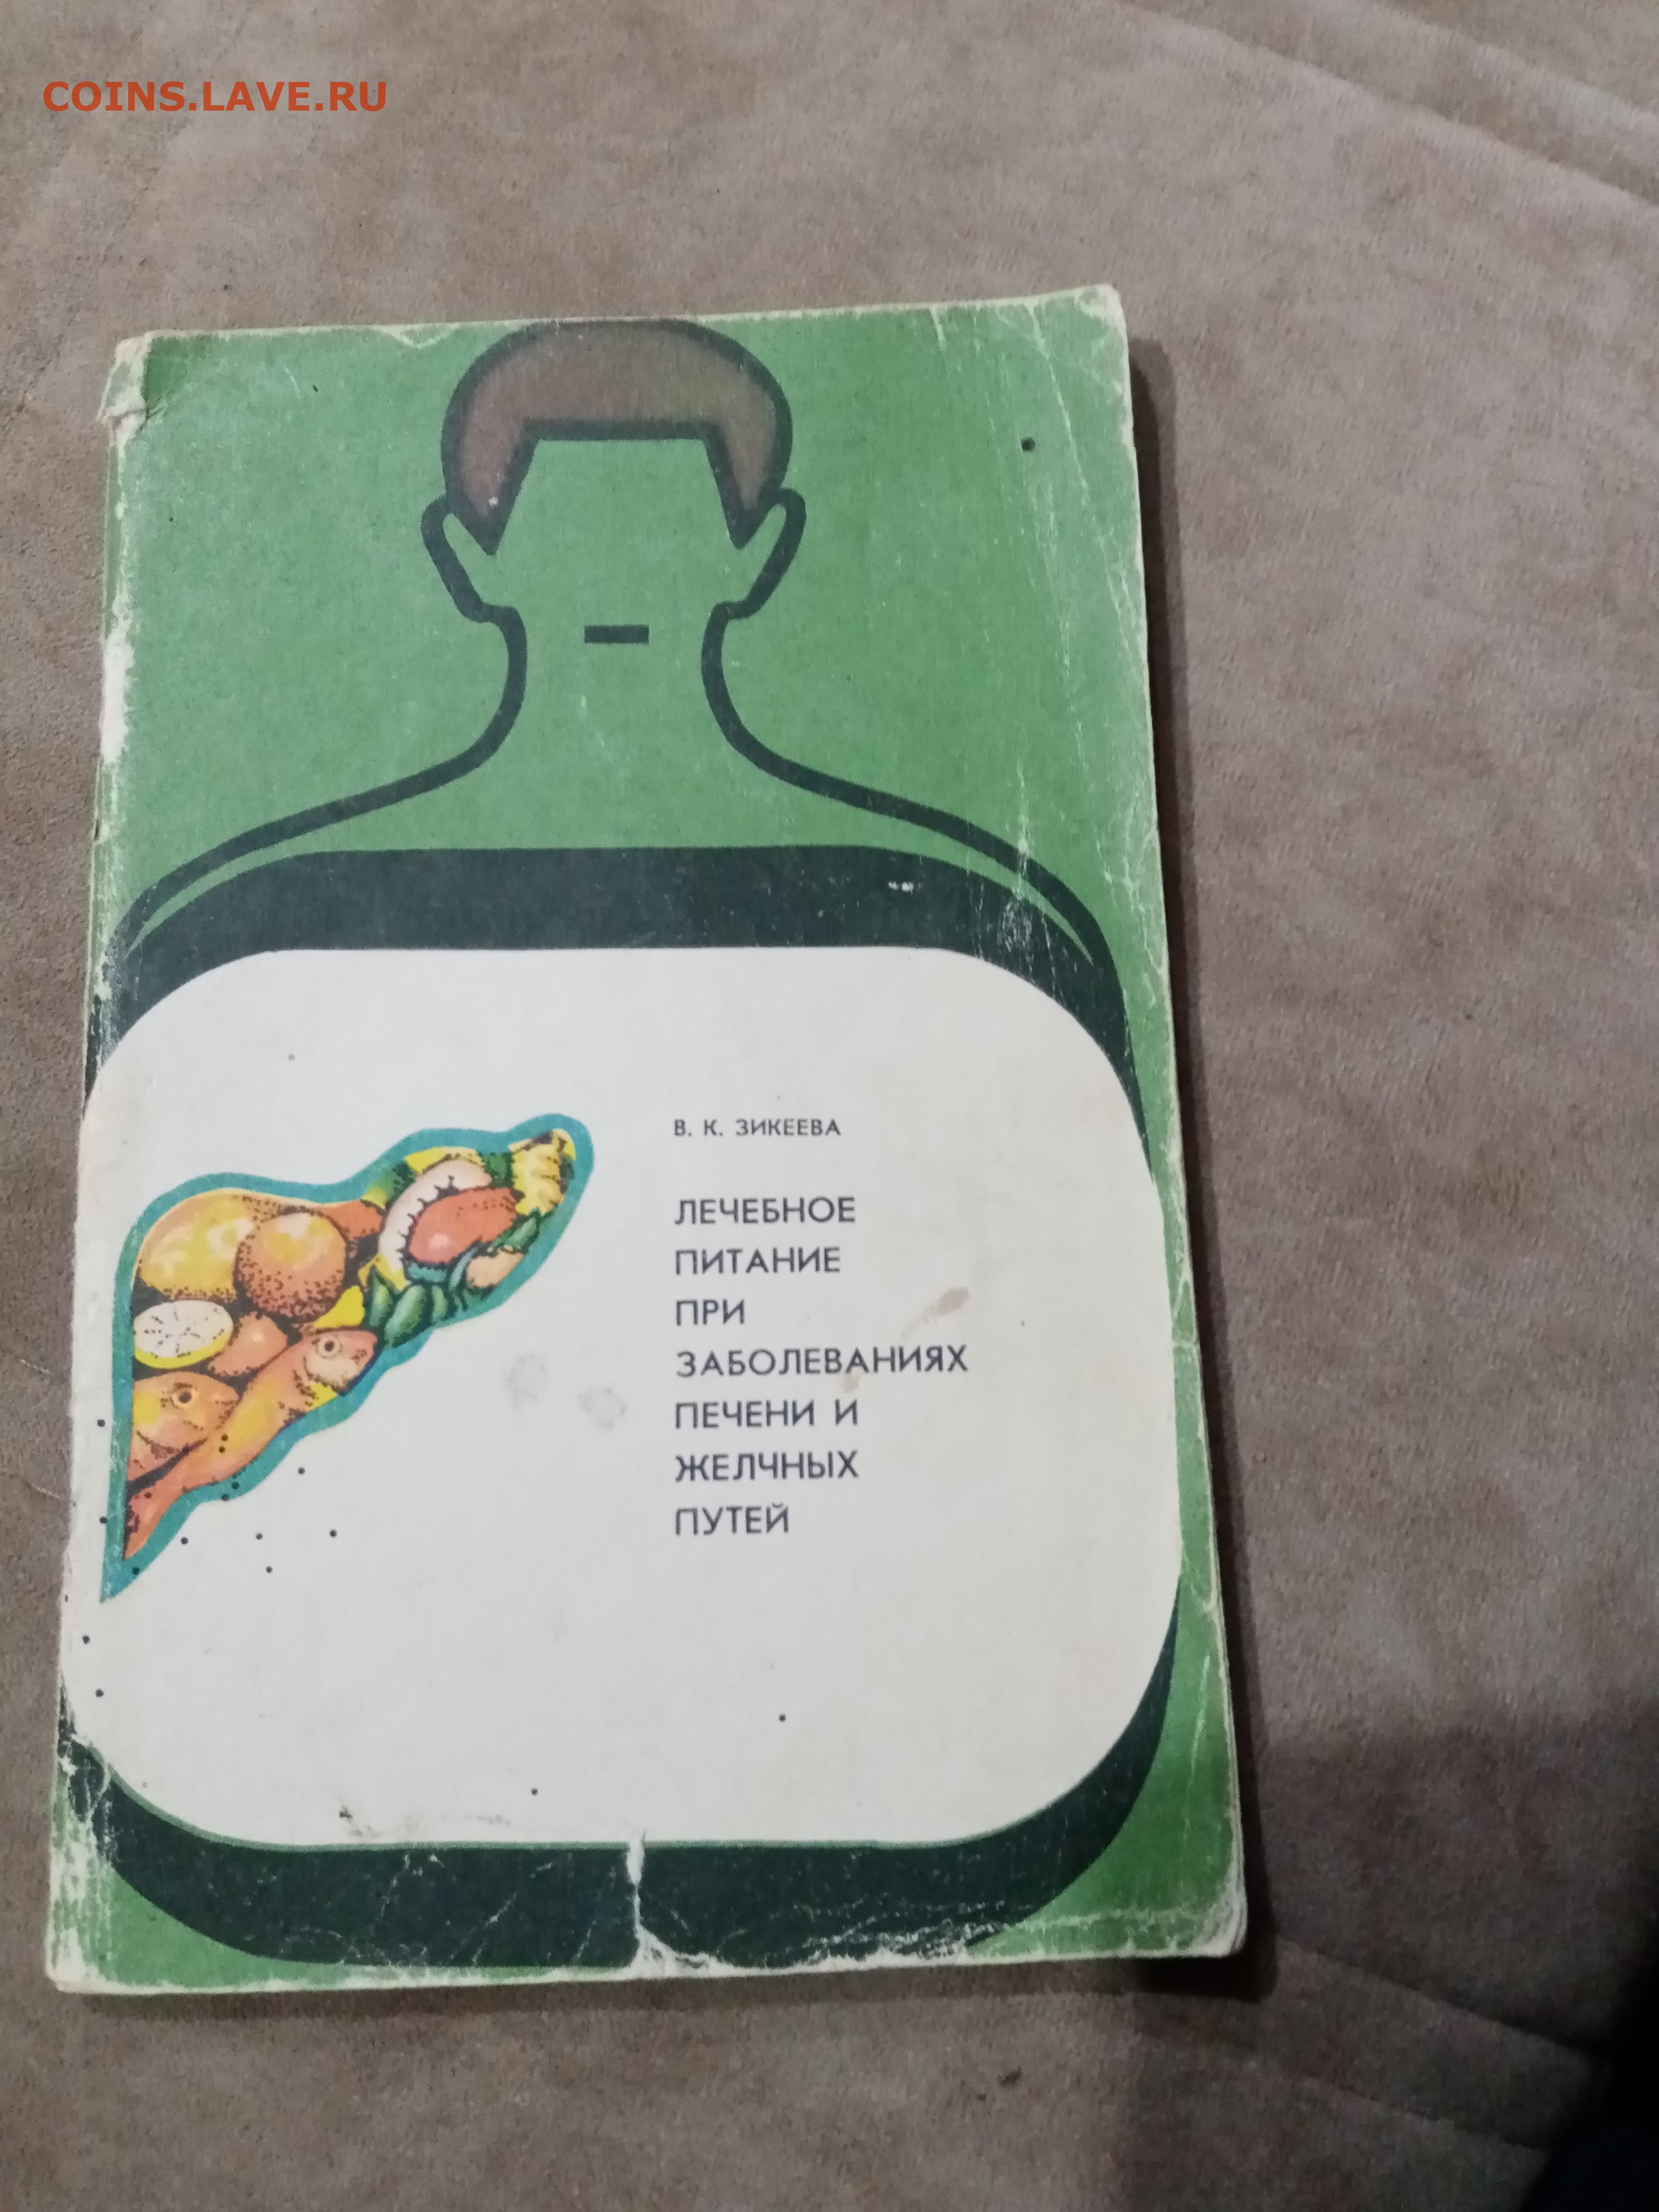 COINS.LAVE.RU
В. К. ЗИКЕЕВА
ЛЕЧЕБНОЕ
ПИТАНИЕ
ПРИ
ЗАБОЛЕВАНИЯХ
ПЕЧЕНИ И
ЖЕЛЧНЫХ
ПУТЕЙ